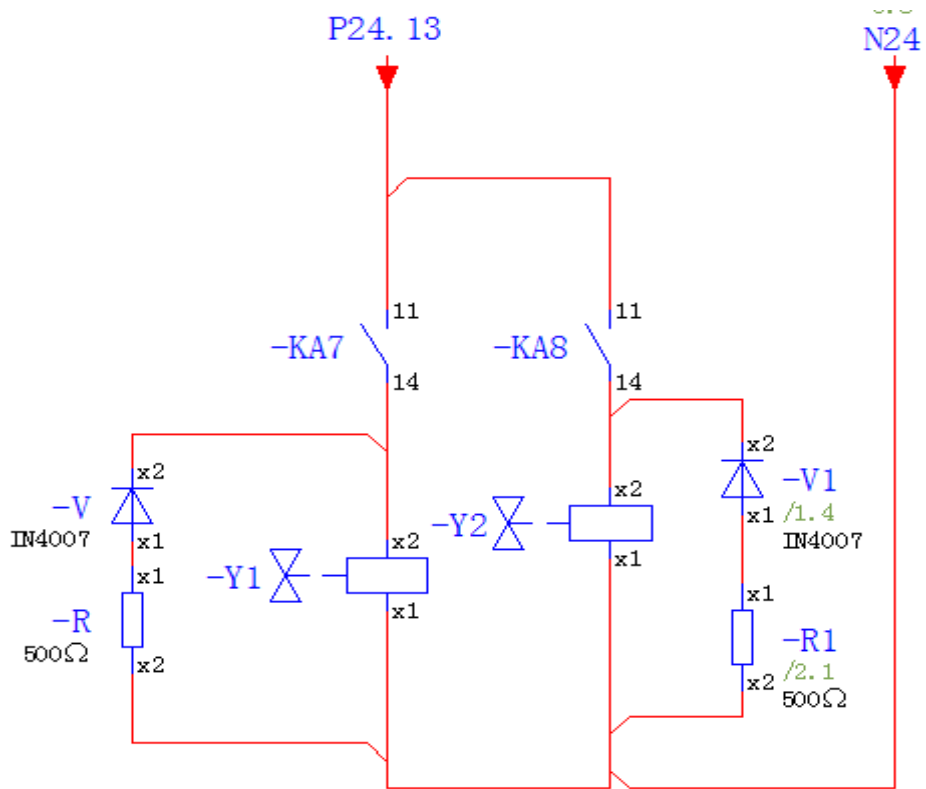 P24.13
N24
11
-KA7
14
11
-KA8
14
x2
-V
x1
IN4007
x1
-R
500Ω
x2
x2
-Y1
x1
x2
-Y2
x1
x2
-V1
x1 /1.4
IN4007
x1
-R1
x2 /2.1
500Ω